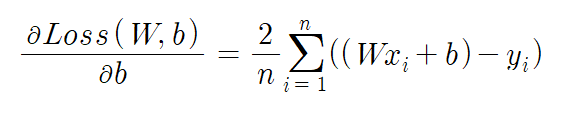 ∂Loss(W,b)/∂b = 2/n ∑_{i=1}^{n} ((Wx_i + b) − y_i)